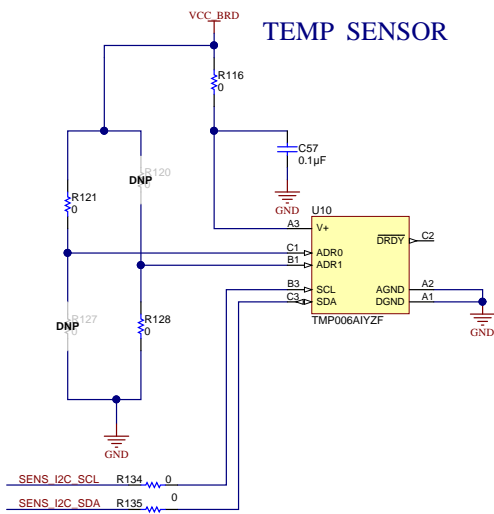 VCC_BRD
TEMP SENSOR
R116
0
C57
0.1µF
GND
R120
DNP
0
R121
0
U10
A3
V+
DRDY
C2
C1
ADR0
B1
ADR1
B3
SCL
AGND
A2
C3
SDA
DGND
A1
TMP006AIYZF
GND
R127
DNP
0
R128
0
GND
SENS_I2C_SCL
R134
0
SENS_I2C_SDA
R135
0